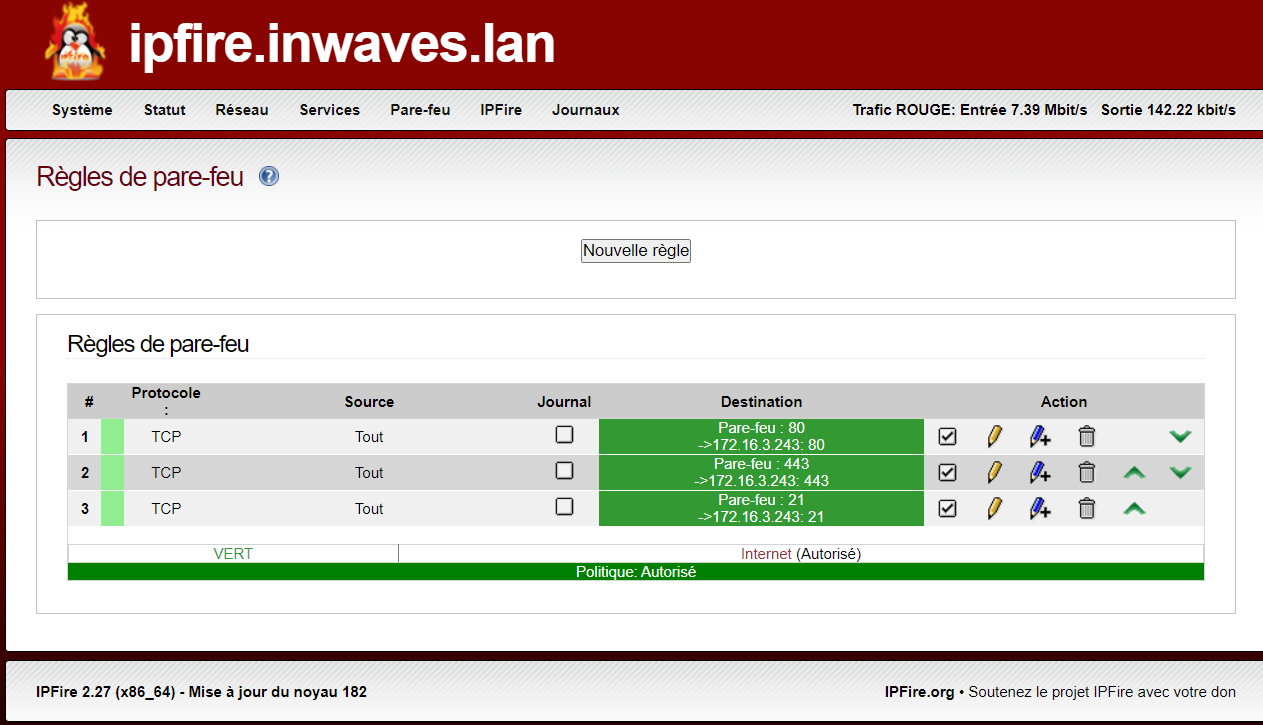 ipfire.inwaves.lan
Système Statut Réseau Services Pare-feu IPFire Journaux Trafic ROUGE: Entrée 7.39 Mbit/s Sortie 142.22 kbit/s
Règles de pare-feu
Nouvelle règle
Règles de pare-feu
# Protocole : Source Journal Destination Action
1 TCP Tout Pare-feu : 80
->172.16.3.243: 80
2 TCP Tout Pare-feu : 443
->172.16.3.243: 443
3 TCP Tout Pare-feu : 21
->172.16.3.243: 21
VERT Internet (Autorisé)
Politique: Autorisé
IPFire 2.27 (x86_64) - Mise à jour du noyau 182 IPFire.org • Soutenez le projet IPFire avec votre don